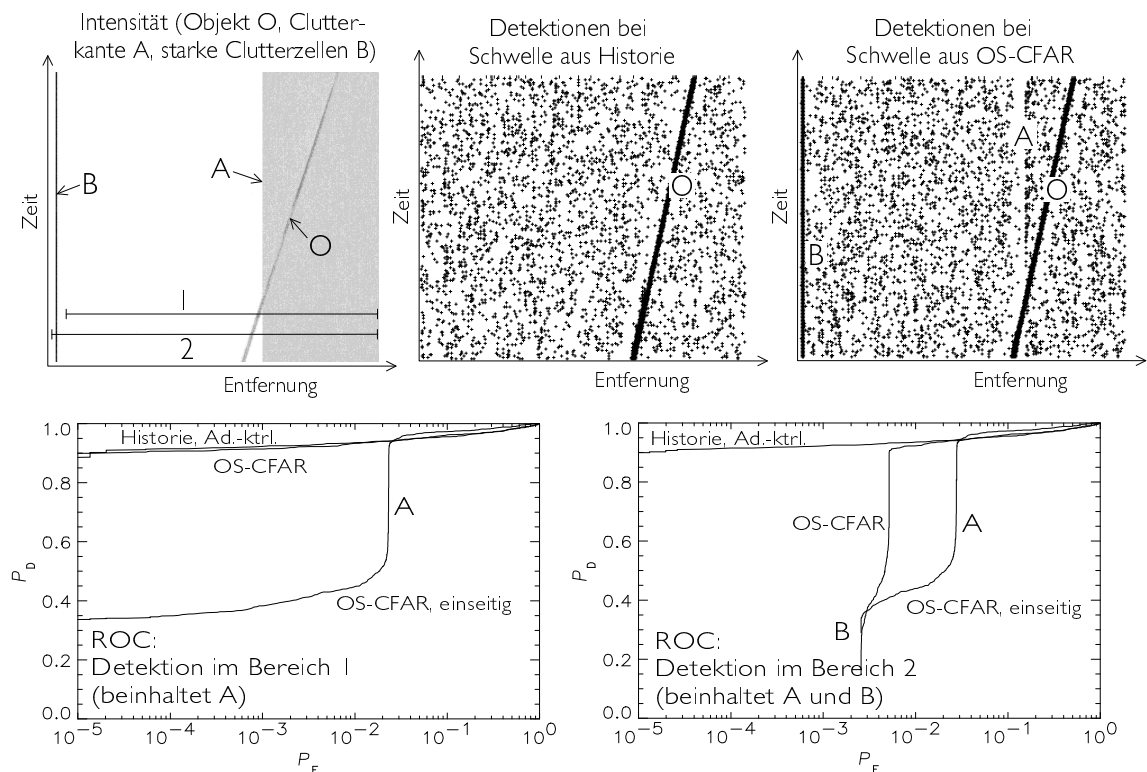 Intensität (Objekt O, Clutter-
kante A, starke Clutterzellen B)
Zeit
B
A
O
1
2
Entfernung
Detektionen bei
Schwelle aus Historie
Zeit
O
Entfernung
Detektionen bei
Schwelle aus OS-CFAR
Zeit
A
O
B
Entfernung
1.0
0.8
0.6
0.4
0.2
0.0
P_D
Historie, Ad.-ktrl.
OS-CFAR
A
OS-CFAR, einseitig
ROC:
Detektion im Bereich 1
(beinhaltet A)
10^-5
10^-4
10^-3
10^-2
10^-1
10^0
P_F
1.0
0.8
0.6
0.4
0.2
0.0
P_D
Historie, Ad.-ktrl.
OS-CFAR
A
OS-CFAR, einseitig
B
ROC:
Detektion im Bereich 2
(beinhaltet A und B)
10^-5
10^-4
10^-3
10^-2
10^-1
10^0
P_F